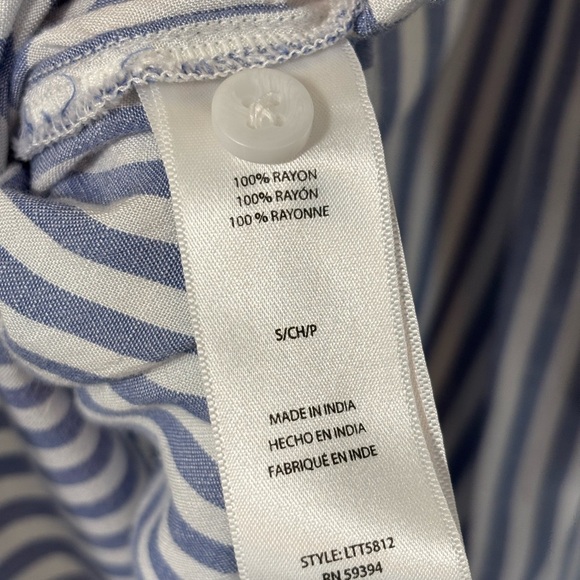 100% RAYON
100% RAYÓN
100% RAYONNE
S/CH/P
MADE IN INDIA
HECHO EN INDIA
FABRIQUÉ EN INDE
STYLE: LTT5812
RN 59394